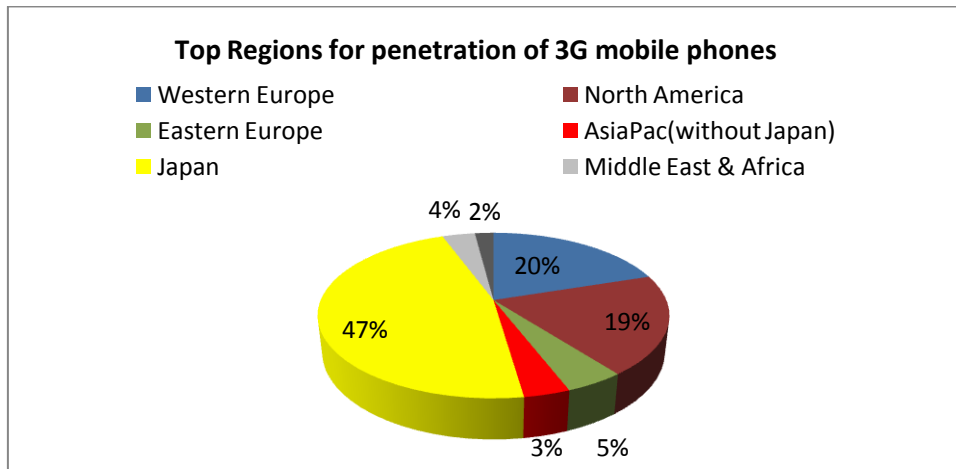 Top Regions for penetration of 3G mobile phones
Western Europe North America
Eastern Europe AsiaPac(without Japan)
Japan Middle East & Africa
4% 2%
20%
47% 19%
3% 5%